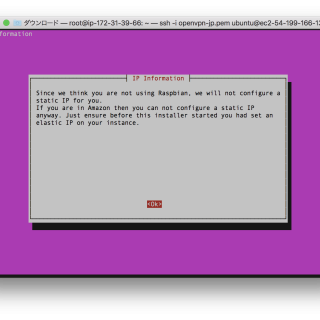 ダウンロード — root@ip-172-31-39-66: ~ — ssh -i openvpn-jp.pem ubuntu@ec2-54-199-166-1
formation
IP Information
Since we think you are not using Raspbian, we will not configure a
static IP for you.
If you are in Amazon then you can not configure a static IP
anyway. Just ensure before this installer started you had set an
elastic IP on your instance.
<Ok>